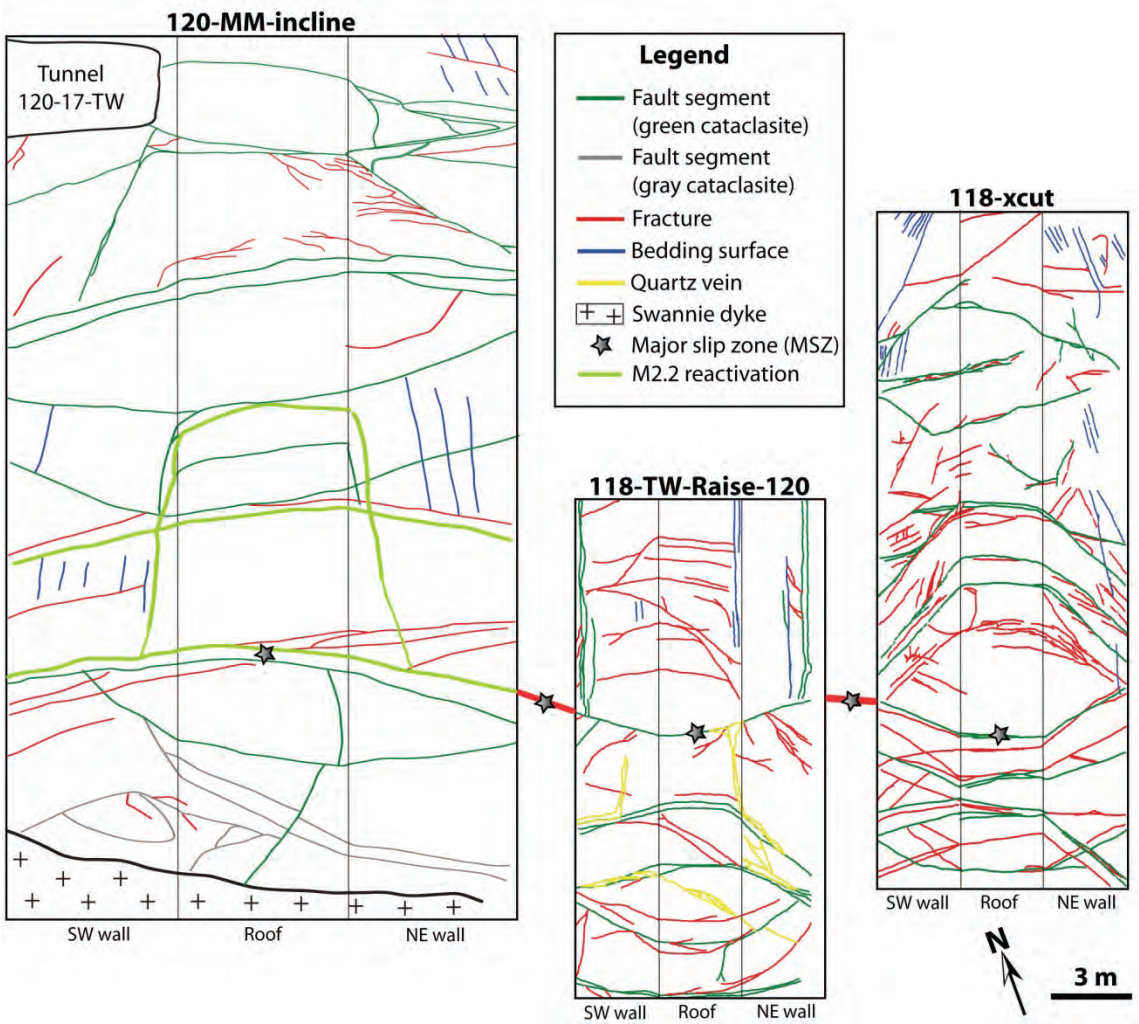 120-MM-incline
Tunnel
120-17-TW
Legend
Fault segment
(green cataclasite)
Fault segment
(gray cataclasite)
Fracture
Bedding surface
Quartz vein
Swannie dyke
Major slip zone (MSZ)
M2.2 reactivation
118-xcut
118-TW-Raise-120
SW wall Roof NE wall
SW wall Roof NE wall
SW wall Roof NE wall
N
3 m